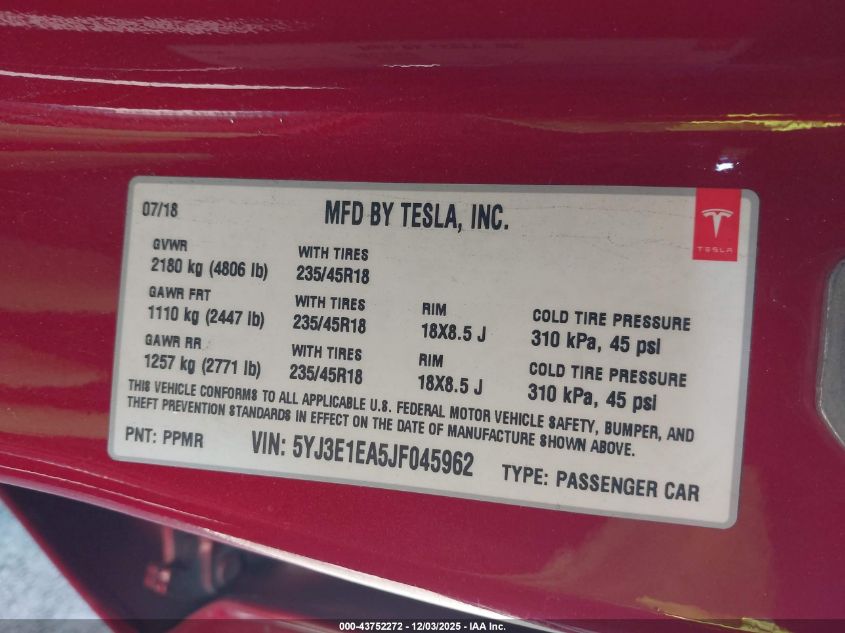 07/18
MFD BY TESLA, INC.
TESLA
GVWR
2180 kg (4806 lb)
WITH TIRES
235/45R18
GAWR FRT
1110 kg (2447 lb)
WITH TIRES
235/45R18
RIM
18X8.5 J
COLD TIRE PRESSURE
310 kPa, 45 psi
GAWR RR
1257 kg (2771 lb)
WITH TIRES
235/45R18
RIM
18X8.5 J
COLD TIRE PRESSURE
310 kPa, 45 psi
THIS VEHICLE CONFORMS TO ALL APPLICABLE U.S. FEDERAL MOTOR VEHICLE SAFETY, BUMPER, AND
THEFT PREVENTION STANDARDS IN EFFECT ON THE DATE OF MANUFACTURE SHOWN ABOVE.
PNT: PPMR
VIN: 5YJ3E1EA5JF045962
TYPE: PASSENGER CAR
000-43752272 - 12/03/2025 - IAA Inc.